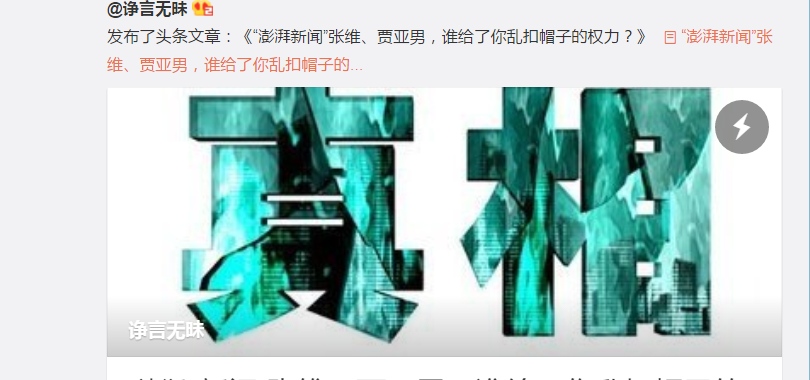 @诤言无昧
发布了头条文章：《“澎湃新闻”张维、贾亚男，谁给了你乱扣帽子的权力？》 “澎湃新闻”张
维、贾亚男，谁给了你乱扣帽子的...
真相
诤言无昧